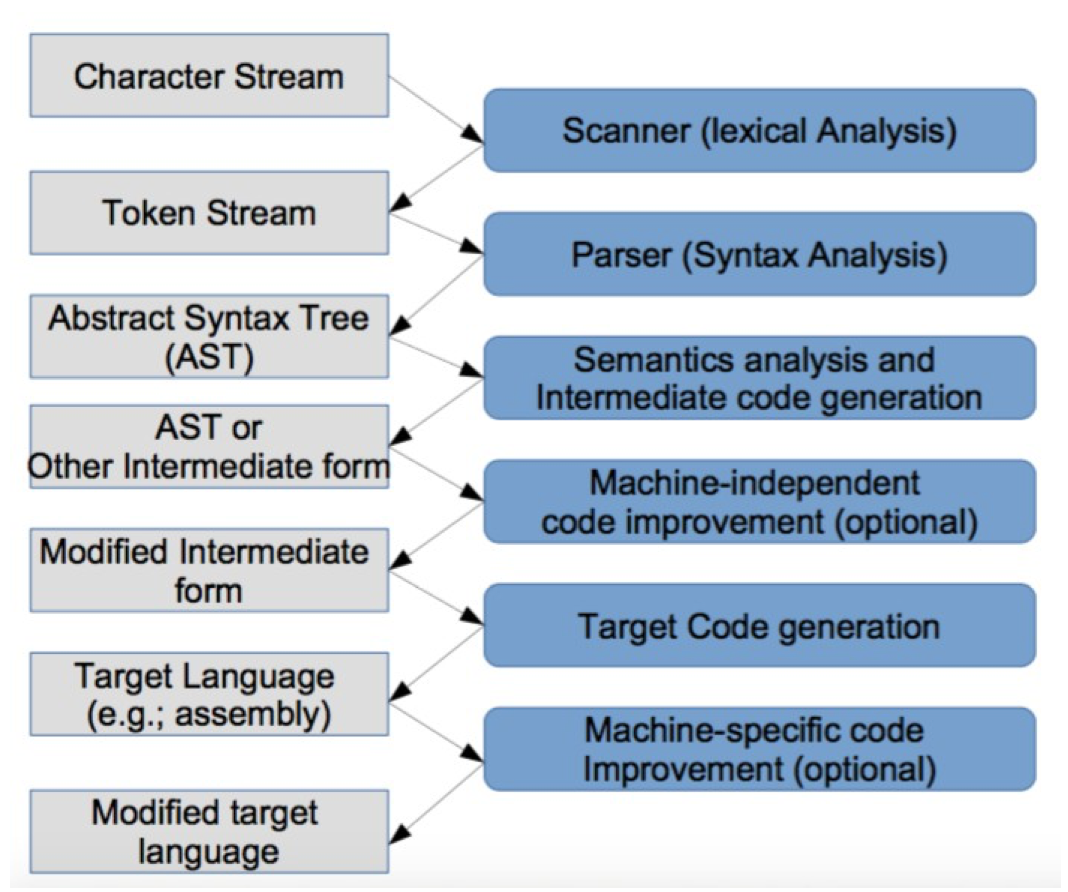 Character Stream
Scanner (lexical Analysis)
Token Stream
Parser (Syntax Analysis)
Abstract Syntax Tree
(AST)
Semantics analysis and
Intermediate code generation
AST or
Other Intermediate form
Machine-independent
code improvement (optional)
Modified Intermediate
form
Target Code generation
Target Language
(e.g.; assembly)
Machine-specific code
Improvement (optional)
Modified target
language